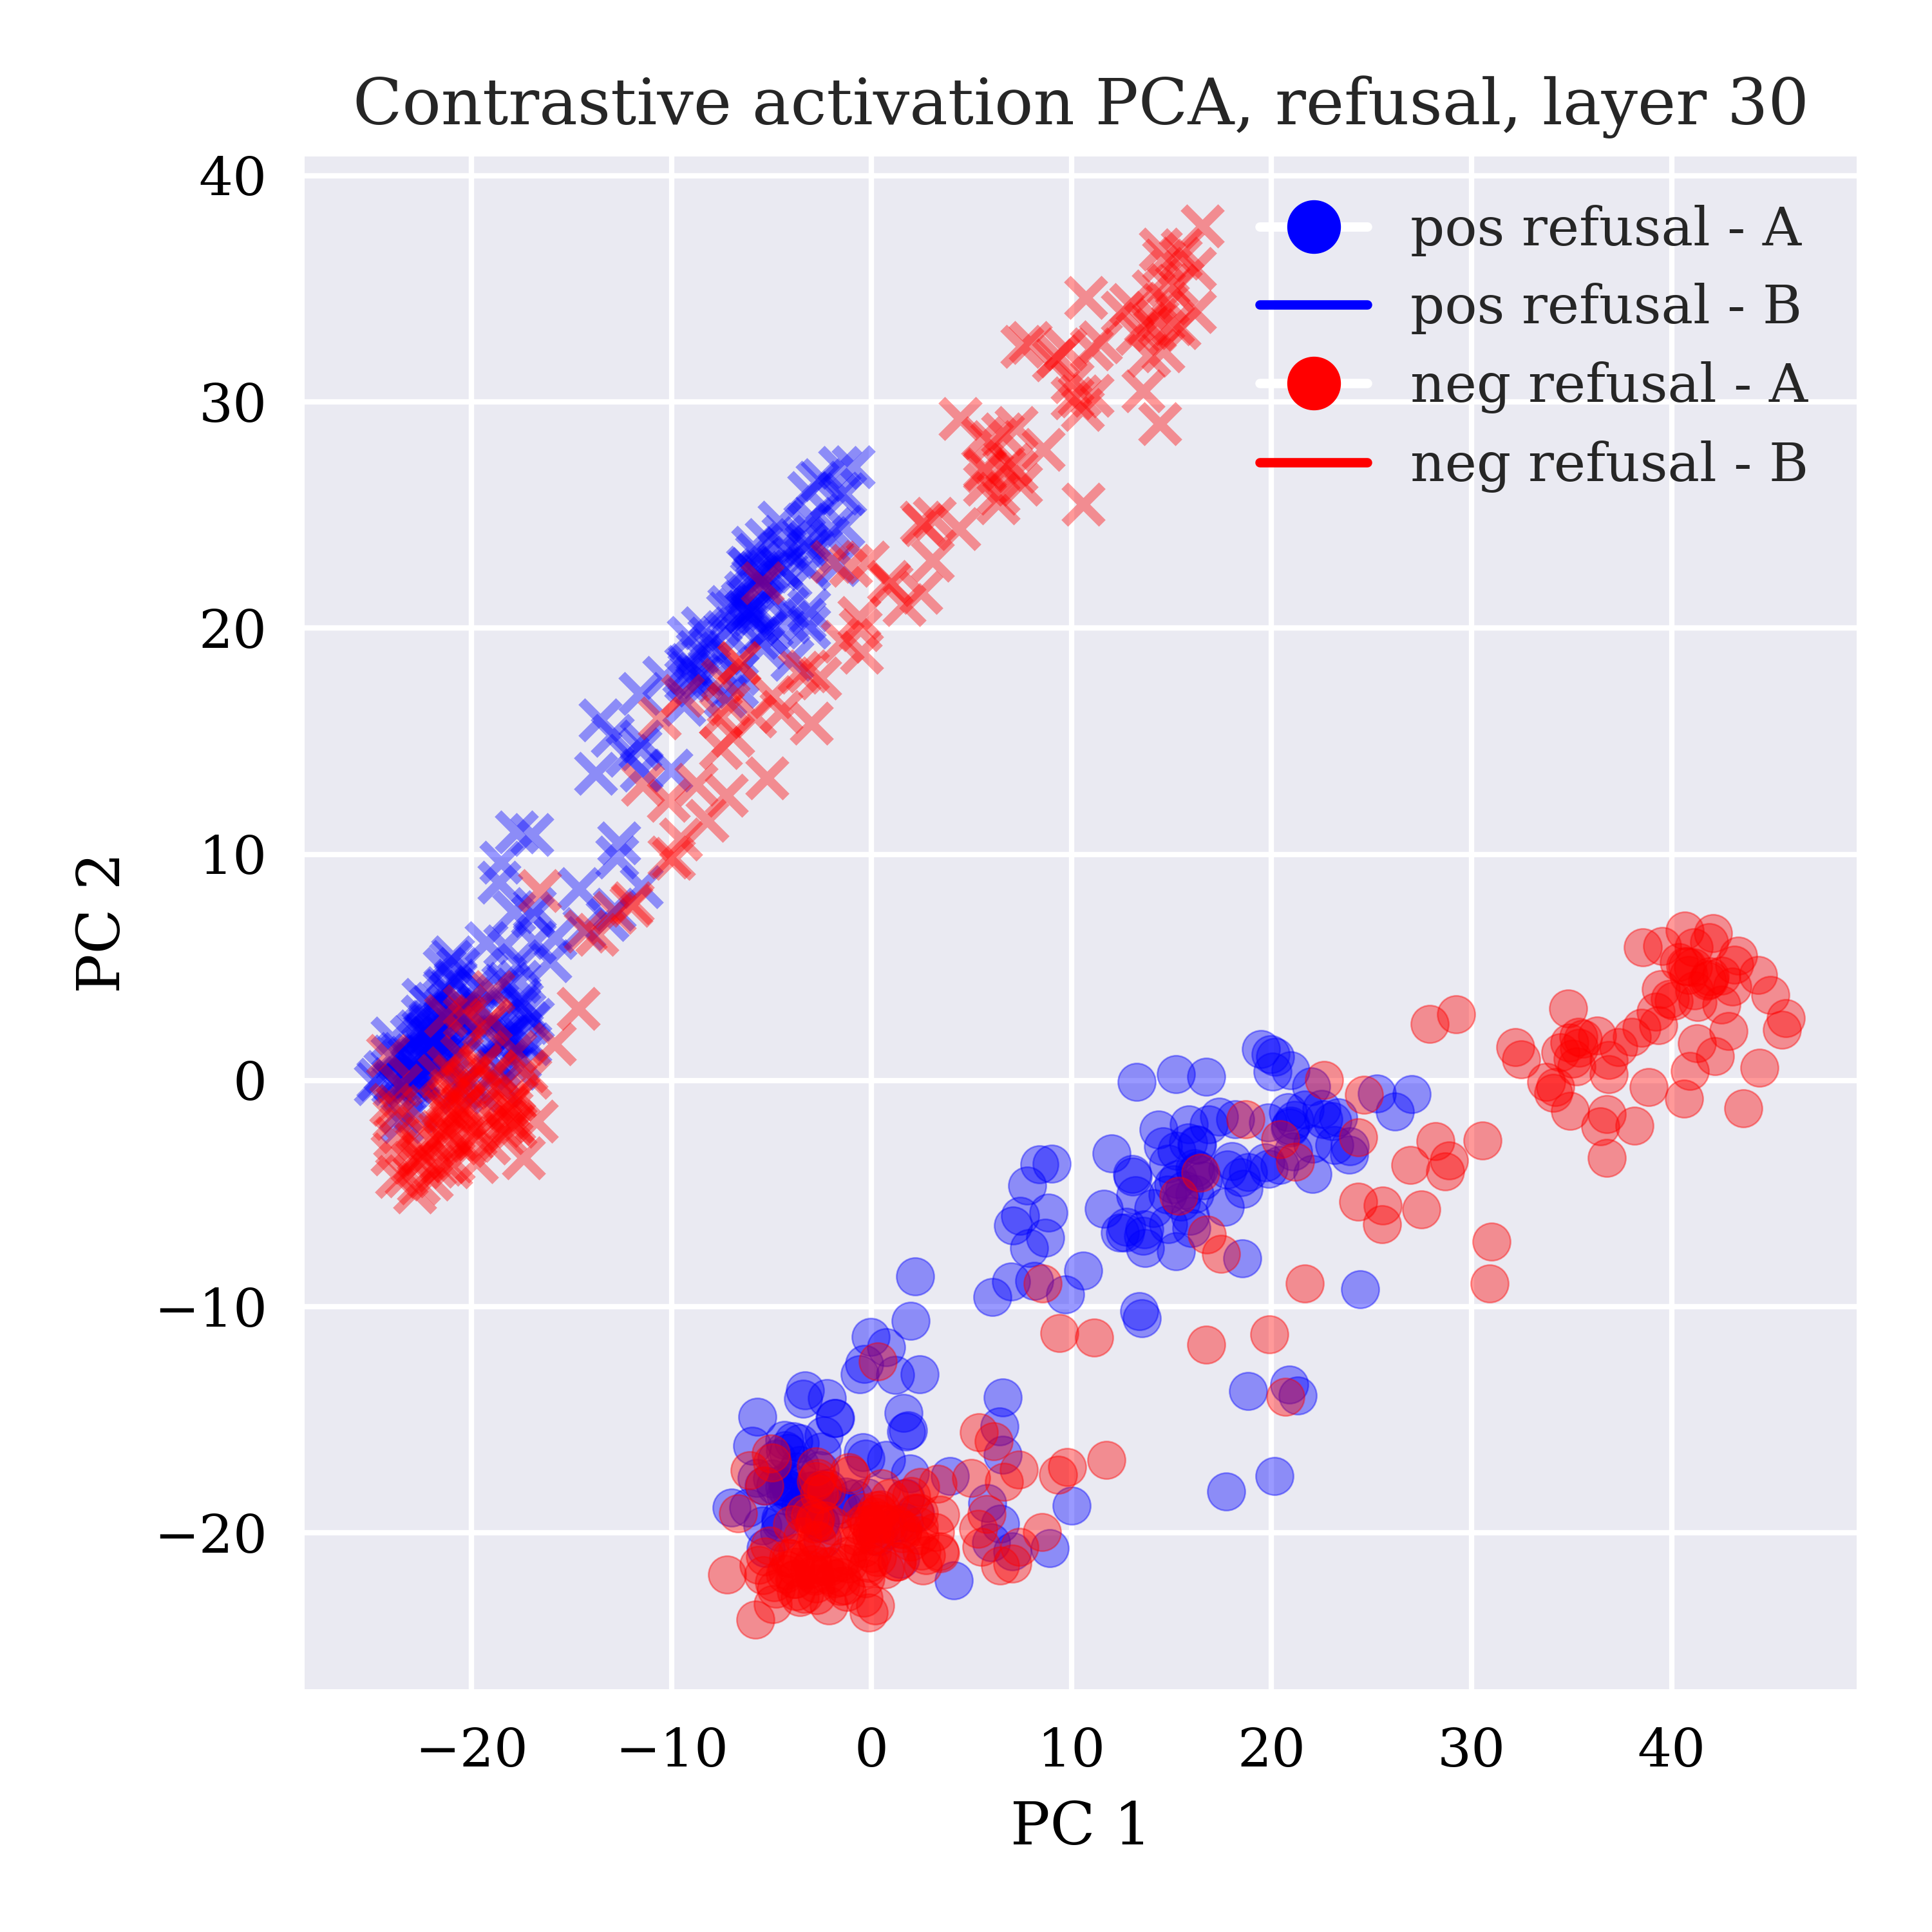 Contrastive activation PCA, refusal, layer 30
pos refusal - A
pos refusal - B
neg refusal - A
neg refusal - B
40
30
20
10
0
−10
−20
PC 2
−20 −10 0 10 20 30 40
PC 1